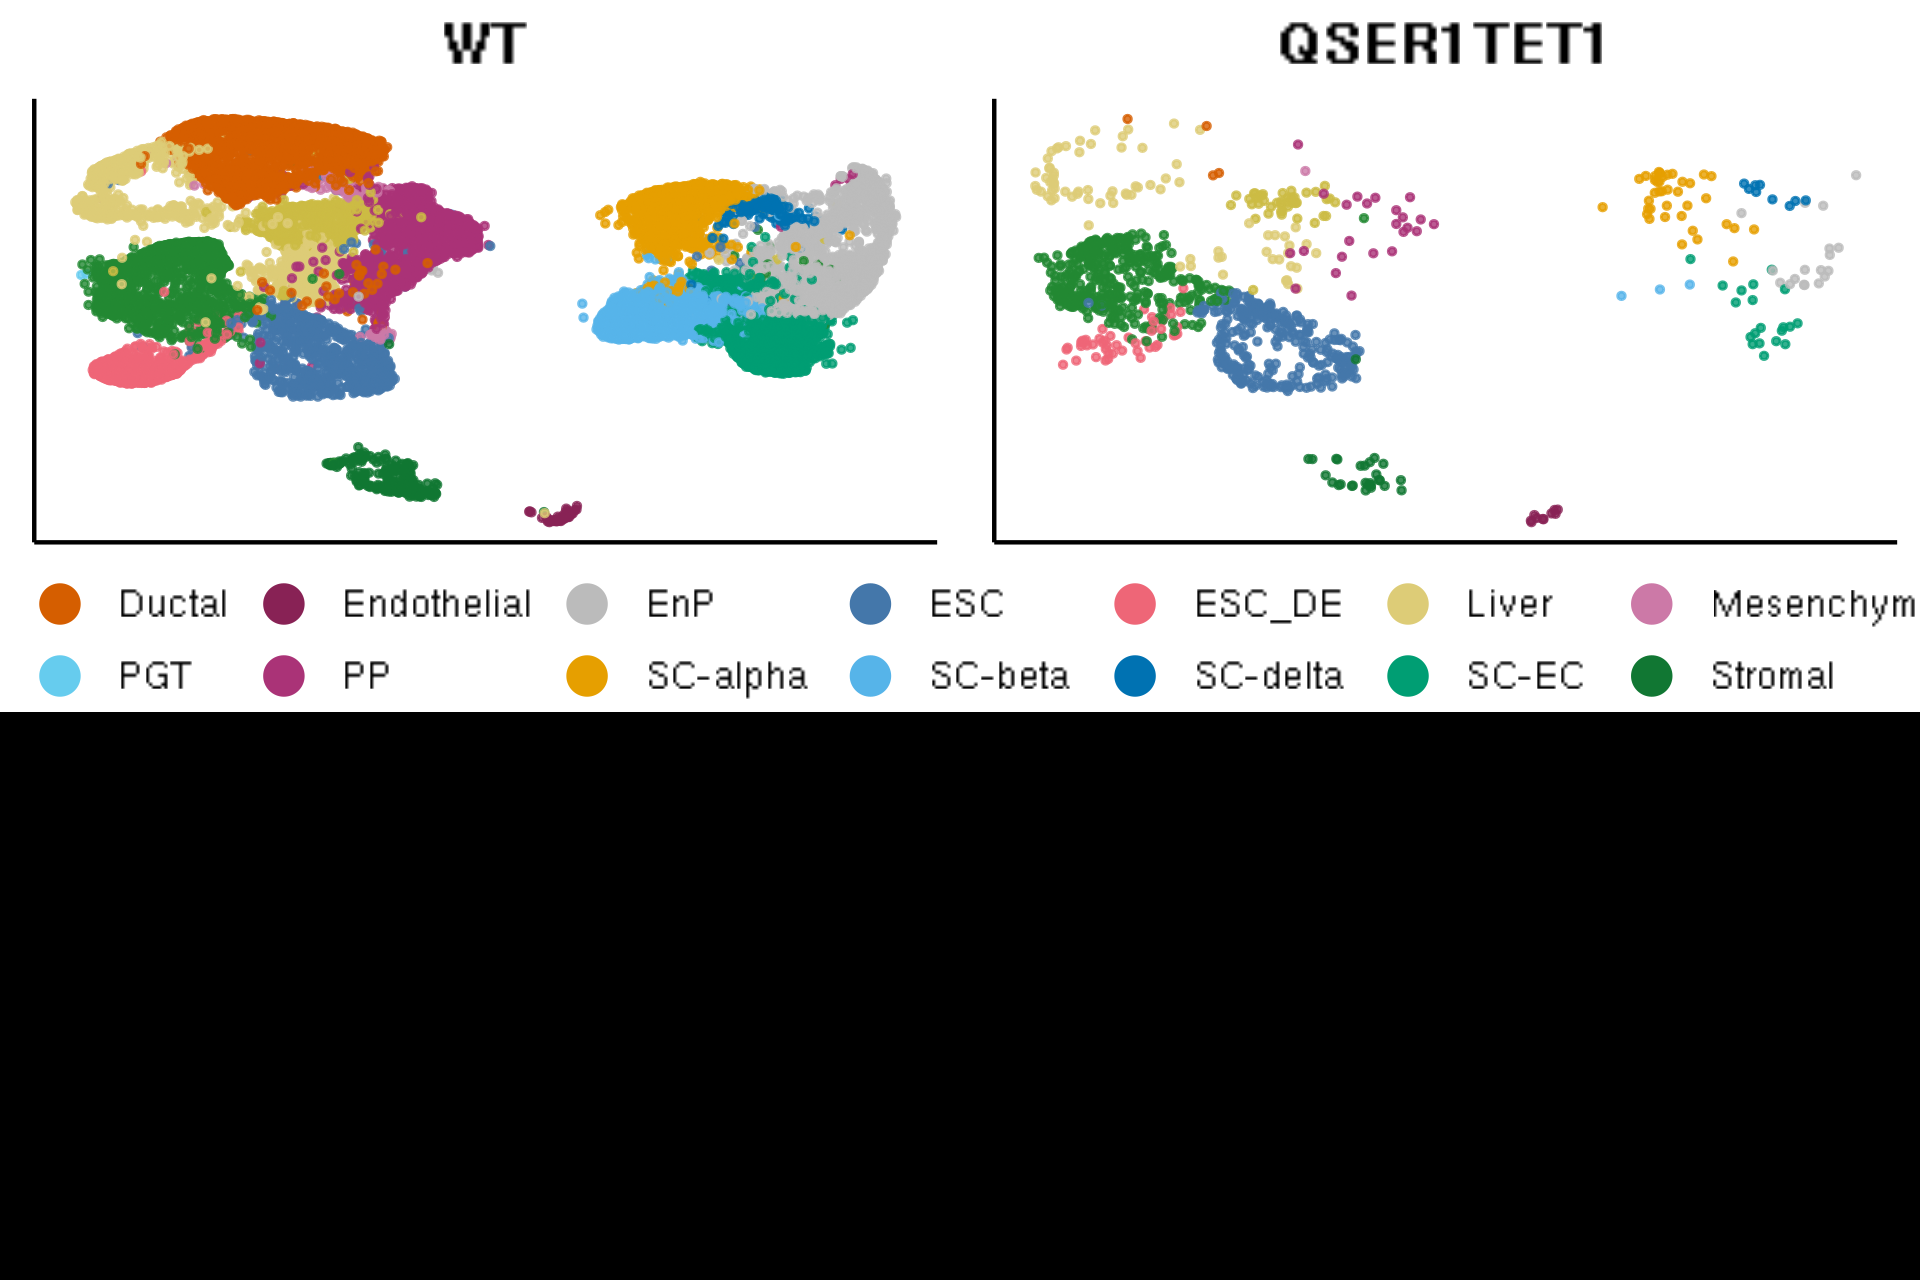 WT QSER1TET1
Ductal Endothelial EnP ESC ESC_DE Liver Mesenchym
PGT PP SC-alpha SC-beta SC-delta SC-EC Stromal